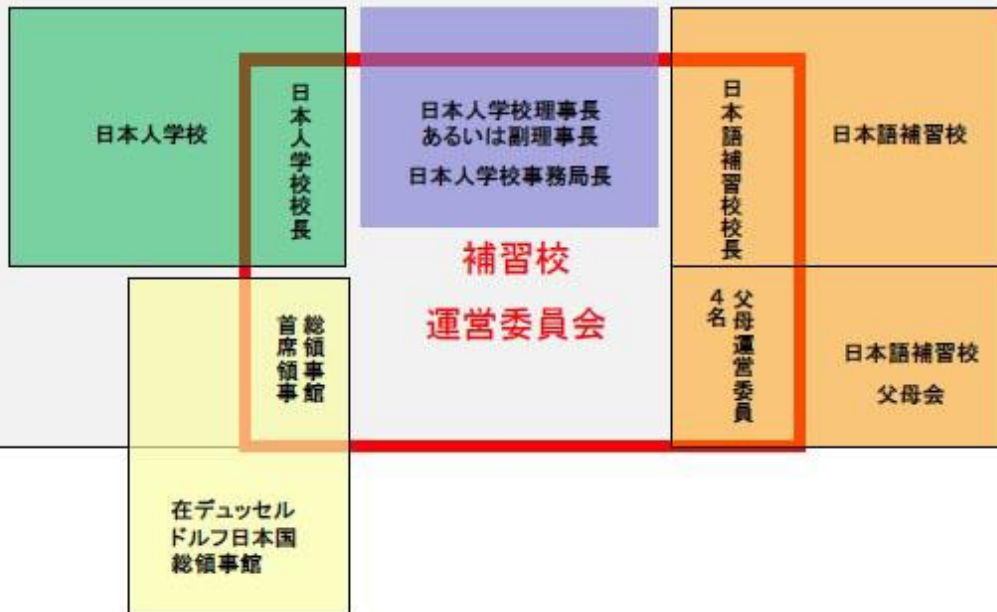 日本人学校
日本人学校校長
日本人学校理事長
あるいは副理事長
日本人学校事務局長
日本語補習校校長
日本語補習校
補習校
運営委員会
総領事館
首席領事
父母運営委員
4名
日本語補習校
父母会
在デュッセル
ドルフ日本国
総領事館